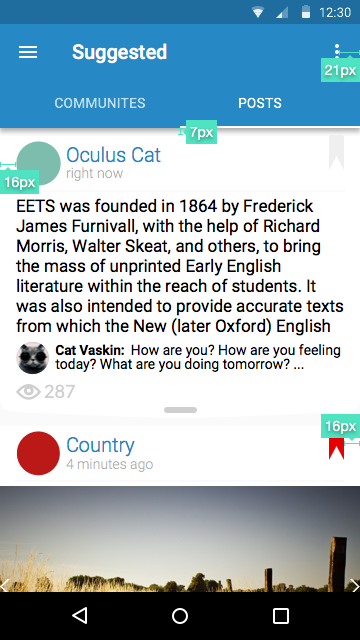 12:30
Suggested
21px
COMMUNITES
POSTS
7px
Oculus Cat
right now
16px
EETS was founded in 1864 by Frederick
James Furnivall, with the help of Richard
Morris, Walter Skeat, and others, to bring
the mass of unprinted Early English
literature within the reach of students. It
was also intended to provide accurate texts
from which the New (later Oxford) English
Cat Vaskin: How are you? How are you feeling
today? What are you doing tomorrow? ...
287
16px
Country
4 minutes ago